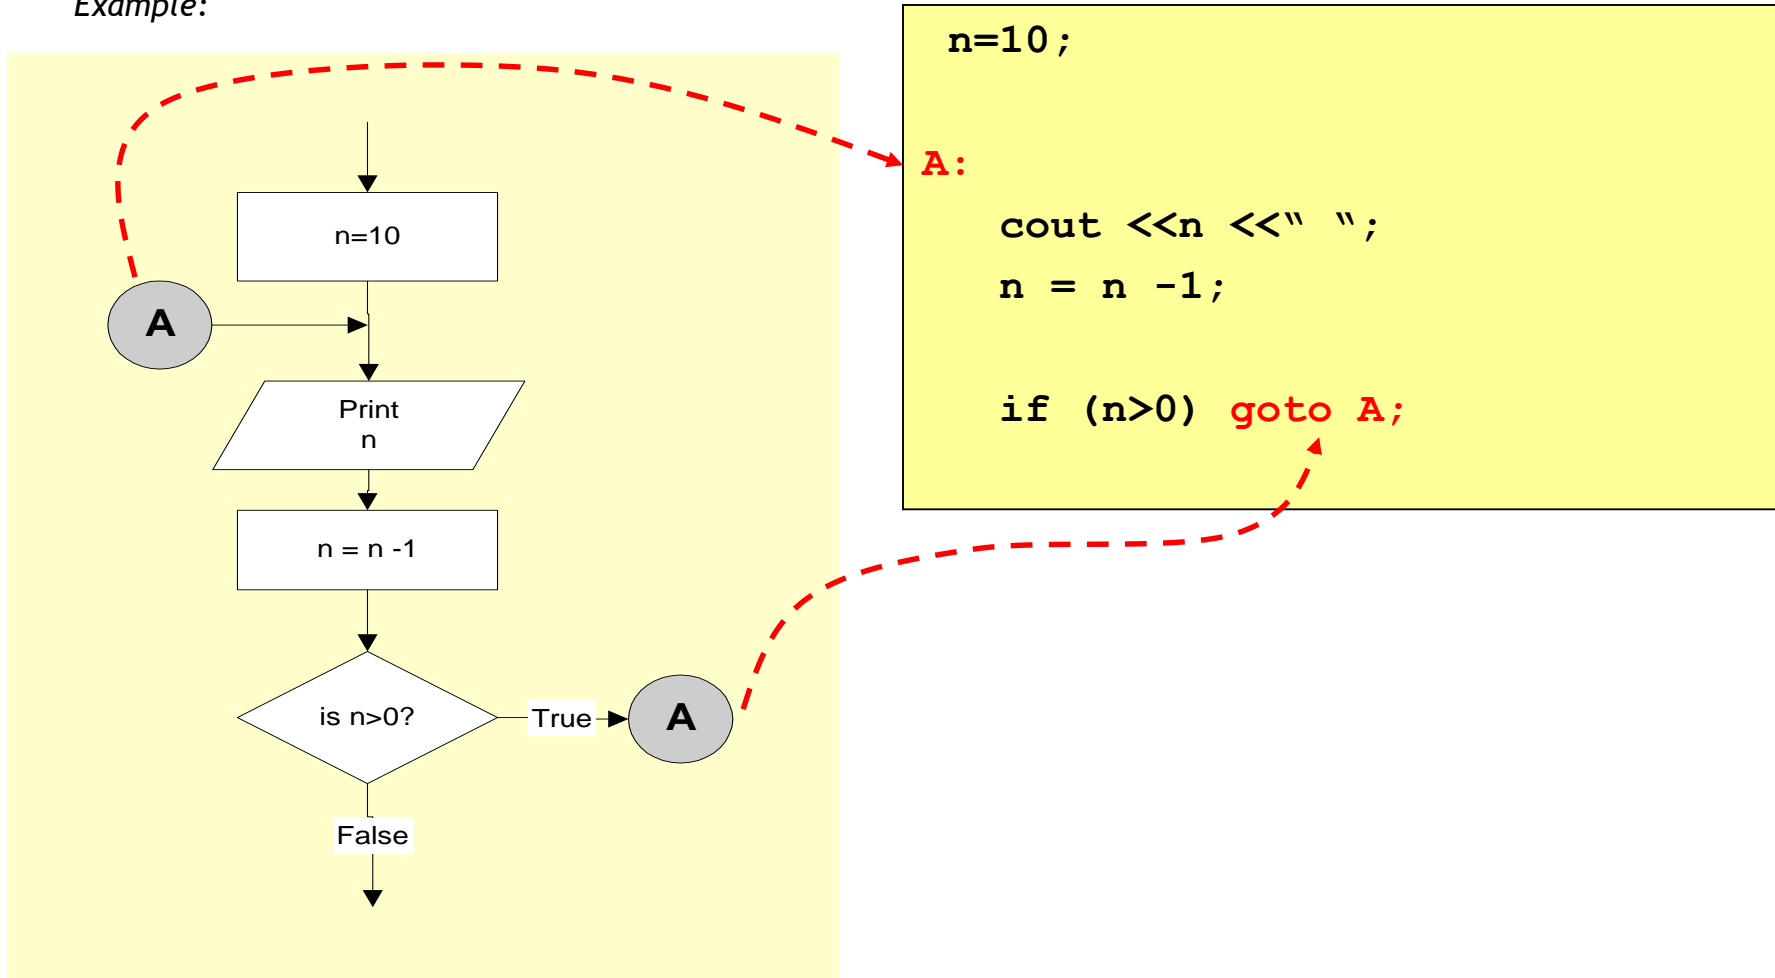 Example:
n=10
A
Print
n
n = n -1
is n>0?
True
A
False
n=10;
A:
cout <<n <<“ “;
n = n -1;
if (n>0) goto A;